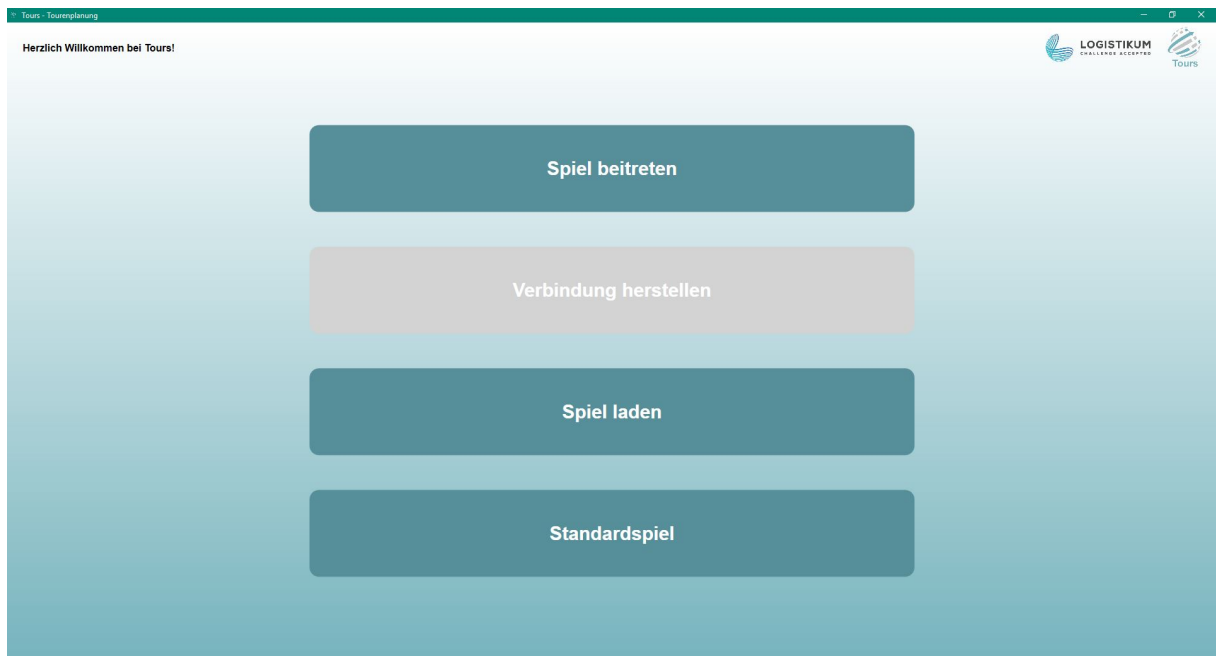 Tours - Tourenplanung
Herzlich Willkommen bei Tours!
LOGISTIKUM
CHALLENGE ACCEPTED
Tours
Spiel beitreten
Verbindung herstellen
Spiel laden
Standardspiel